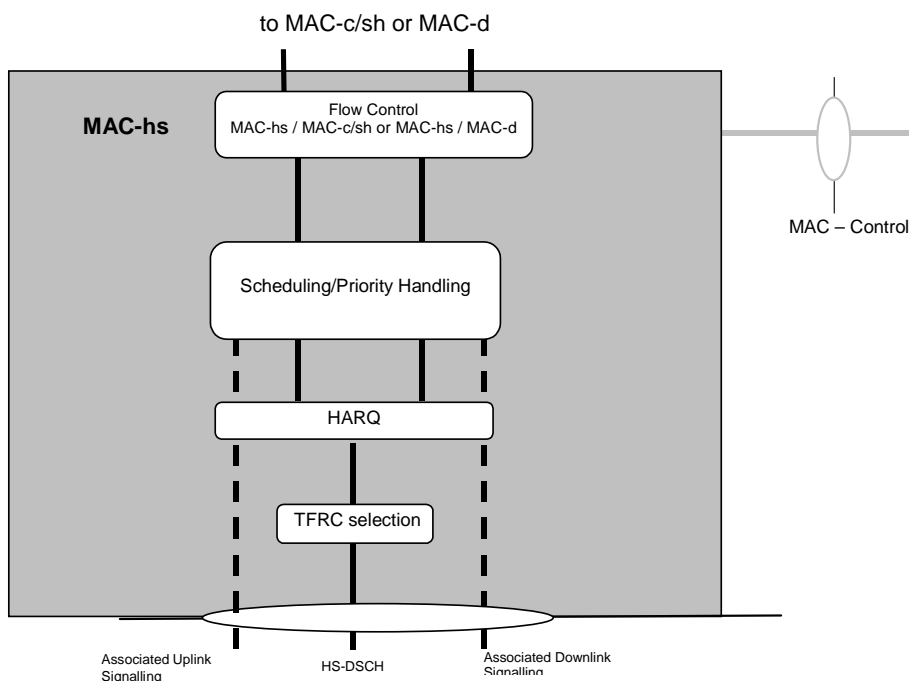 to MAC-c/sh or MAC-d
MAC-hs
Flow Control
MAC-hs / MAC-c/sh or MAC-hs / MAC-d
MAC – Control
Scheduling/Priority Handling
HARQ
TFRC selection
Associated Uplink
Signalling
HS-DSCH
Associated Downlink
Signalling